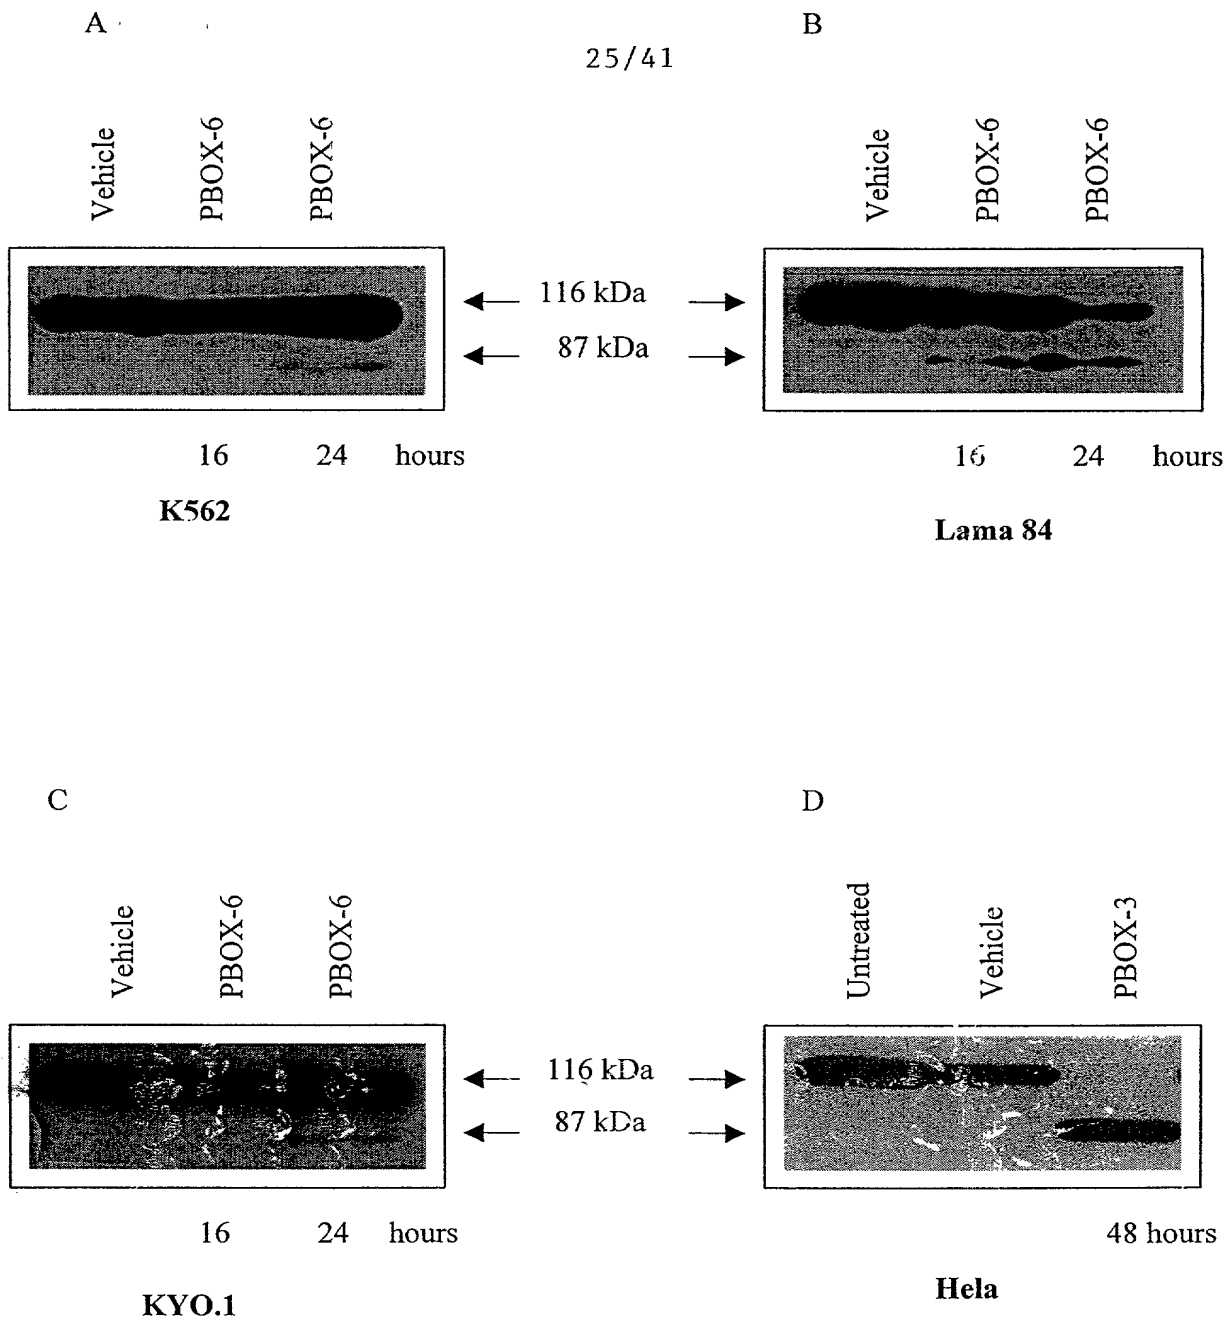 A B
25/41
Vehicle PBOX-6 PBOX-6 Vehicle PBOX-6 PBOX-6
116 kDa
87 kDa
16 24 hours 16 24 hours
K562 Lama 84
C D
Vehicle PBOX-6 PBOX-6 Untreated Vehicle PBOX-3
116 kDa
87 kDa
16 24 hours 48 hours
KYO.1 Hela